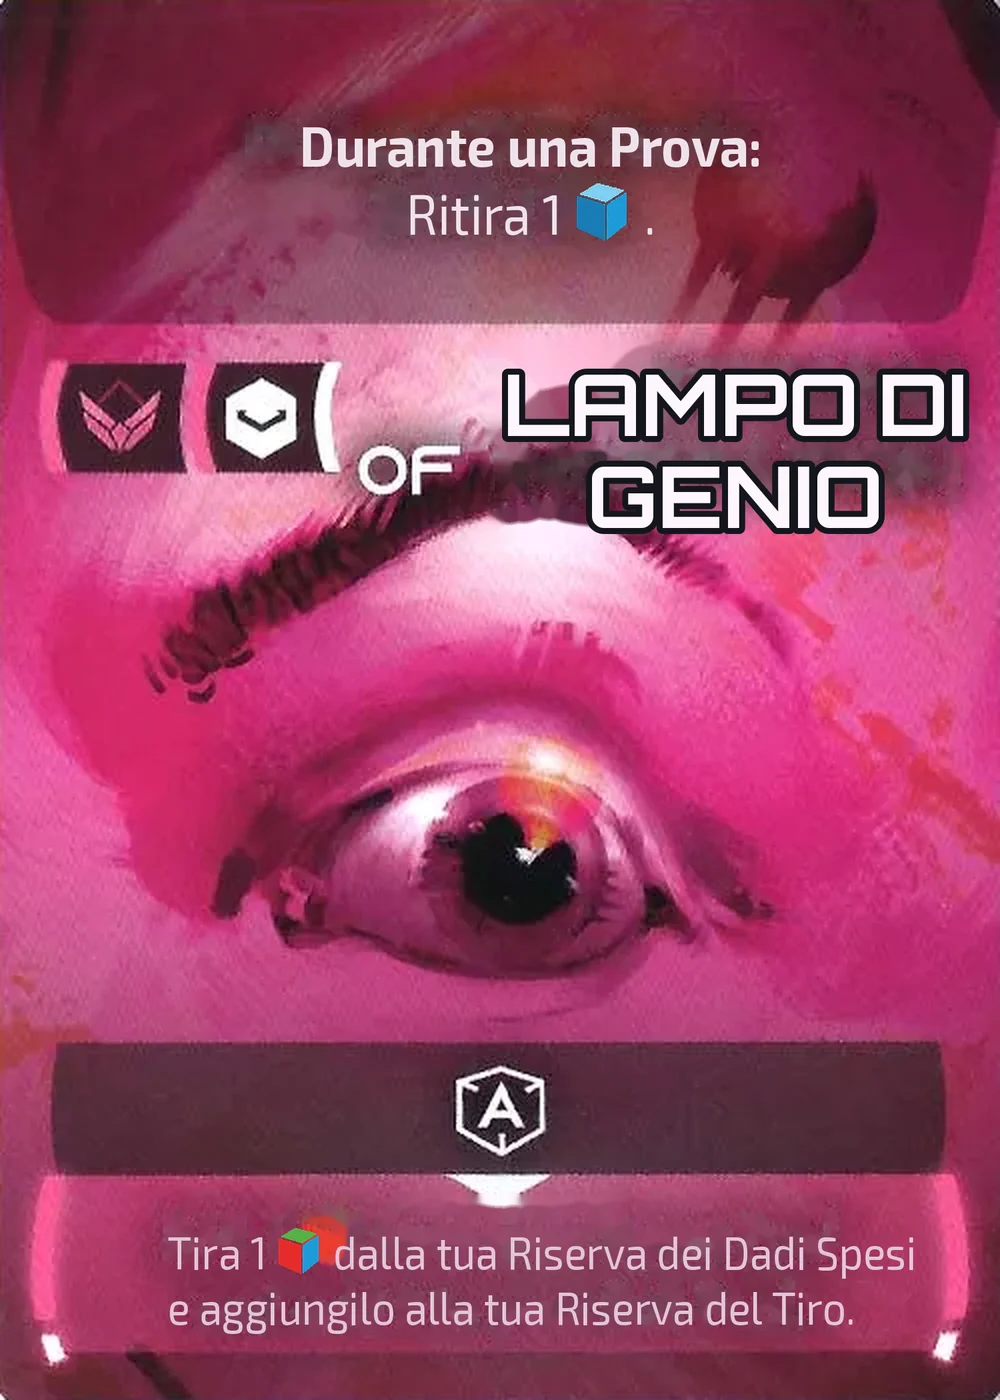 Durante una Prova:
Ritira 1 .
OF
LAMPO DI
GENIO
A
Tira 1 dalla tua Riserva dei Dadi Spesi
e aggiungilo alla tua Riserva del Tiro.